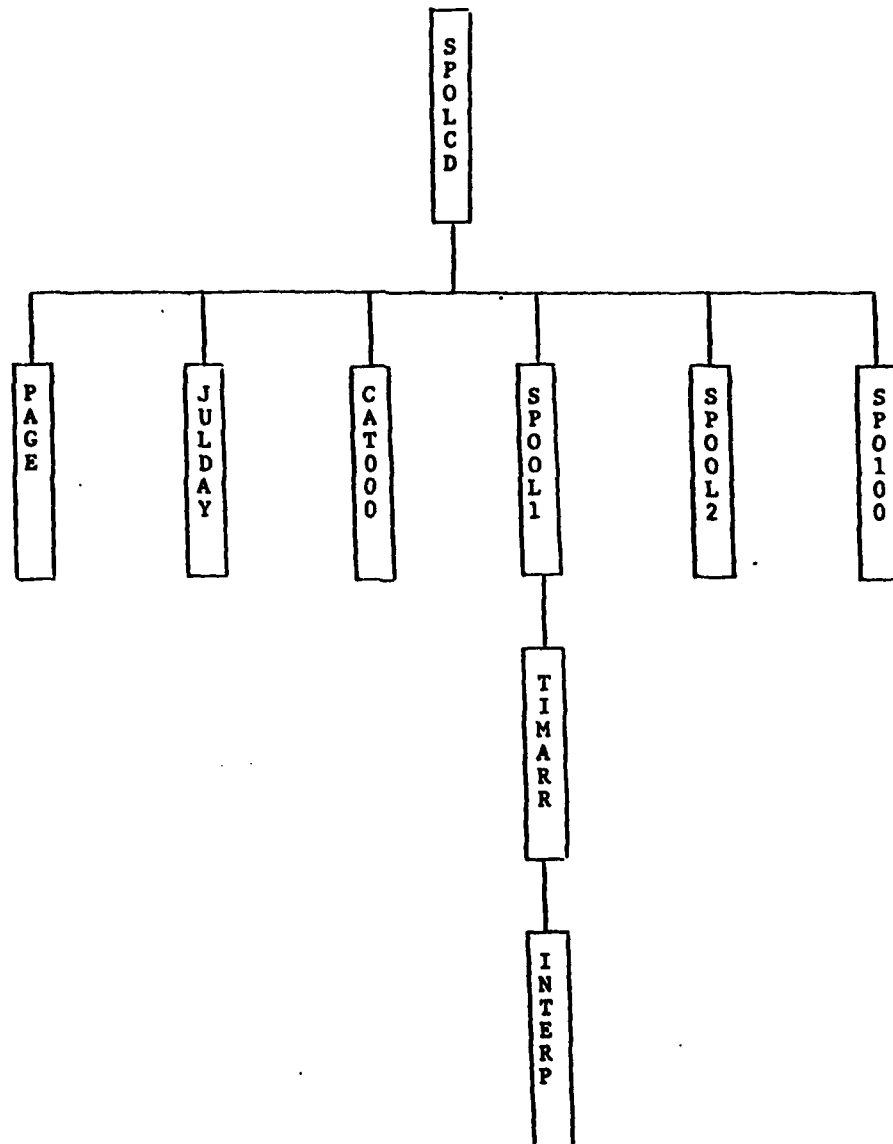 SPOLCD
PAGE
JULDAY
CAT000
SPOOL1
SPOOL2
SPO100
TIMARR
INTERP